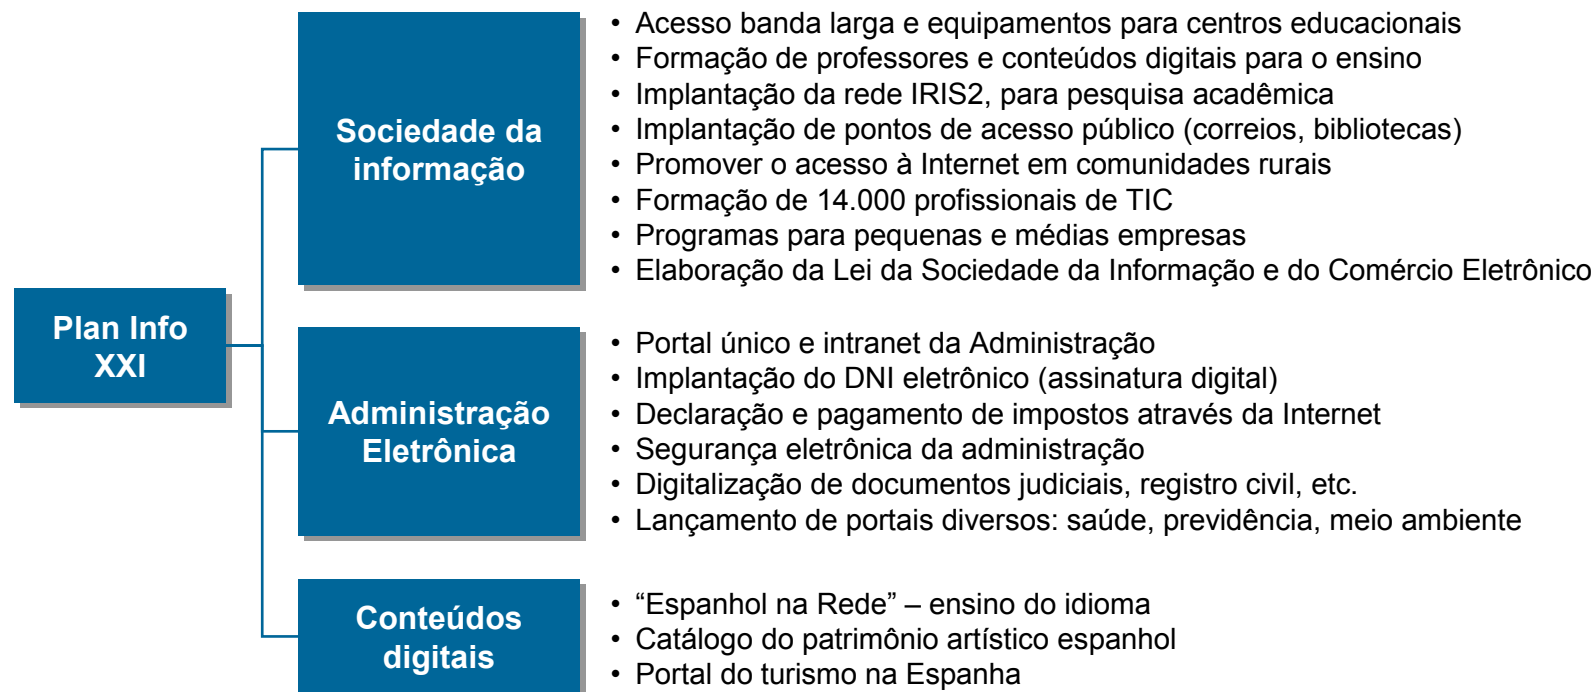 Plan Info
XXI
Sociedade da
informação
• Acesso banda larga e equipamentos para centros educacionais
• Formação de professores e conteúdos digitais para o ensino
• Implantação da rede IRIS2, para pesquisa acadêmica
• Implantação de pontos de acesso público (correios, bibliotecas)
• Promover o acesso à Internet em comunidades rurais
• Formação de 14.000 profissionais de TIC
• Programas para pequenas e médias empresas
• Elaboração da Lei da Sociedade da Informação e do Comércio Eletrônico
Administração
Eletrônica
• Portal único e intranet da Administração
• Implantação do DNI eletrônico (assinatura digital)
• Declaração e pagamento de impostos através da Internet
• Segurança eletrônica da administração
• Digitalização de documentos judiciais, registro civil, etc.
• Lançamento de portais diversos: saúde, previdência, meio ambiente
Conteúdos
digitais
• “Espanhol na Rede” – ensino do idioma
• Catálogo do patrimônio artístico espanhol
• Portal do turismo na Espanha